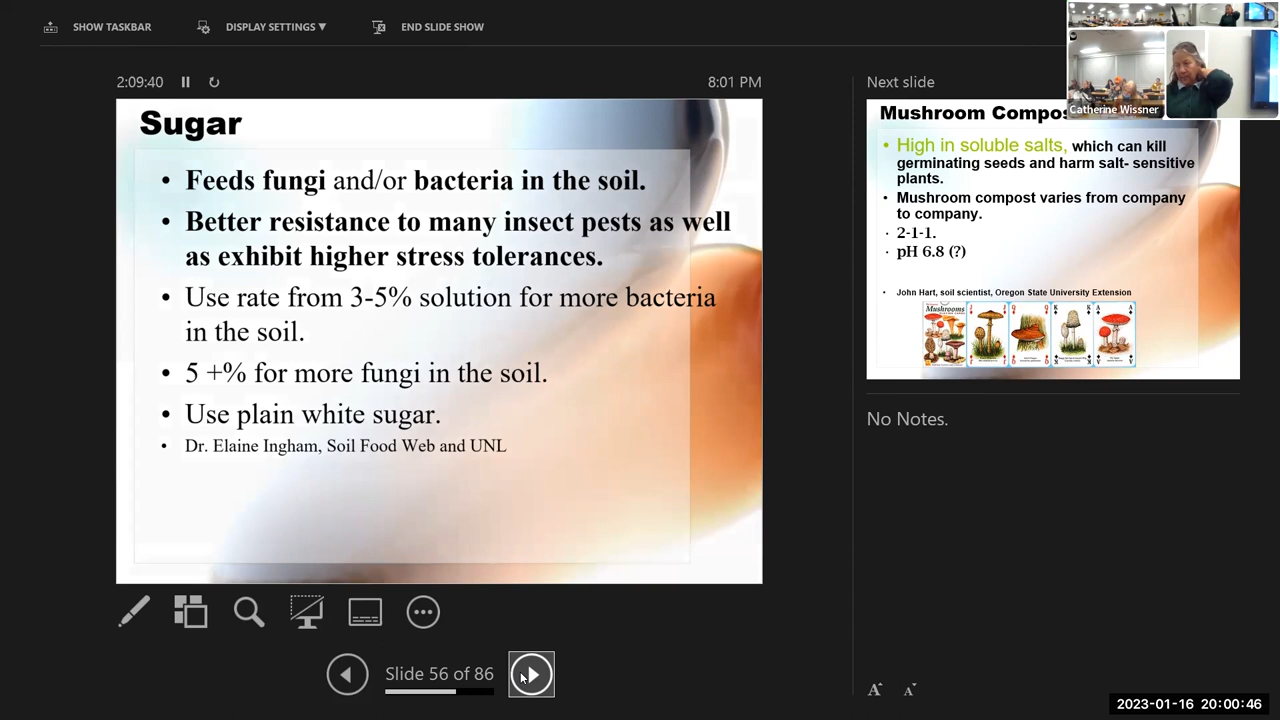 SHOW TASKBAR
DISPLAY SETTINGS ▼
END SLIDE SHOW
2:09:40
8:01 PM
Next slide
Sugar
• Feeds fungi and/or bacteria in the soil.
• Better resistance to many insect pests as well
as exhibit higher stress tolerances.
• Use rate from 3-5% solution for more bacteria
in the soil.
• 5 +% for more fungi in the soil.
• Use plain white sugar.
• Dr. Elaine Ingham, Soil Food Web and UNL
Mushroom Compos
• High in soluble salts, which can kill
germinating seeds and harm salt- sensitive
plants.
• Mushroom compost varies from company
to company.
· 2-1-1.
· pH 6.8 (?)
• John Hart, soil scientist, Oregon State University Extension
Mushrooms
J
J
Q
Q
K
K
A
A
Catherine Wissner
No Notes.
Slide 56 of 86
A
A
2023-01-16 20:00:46